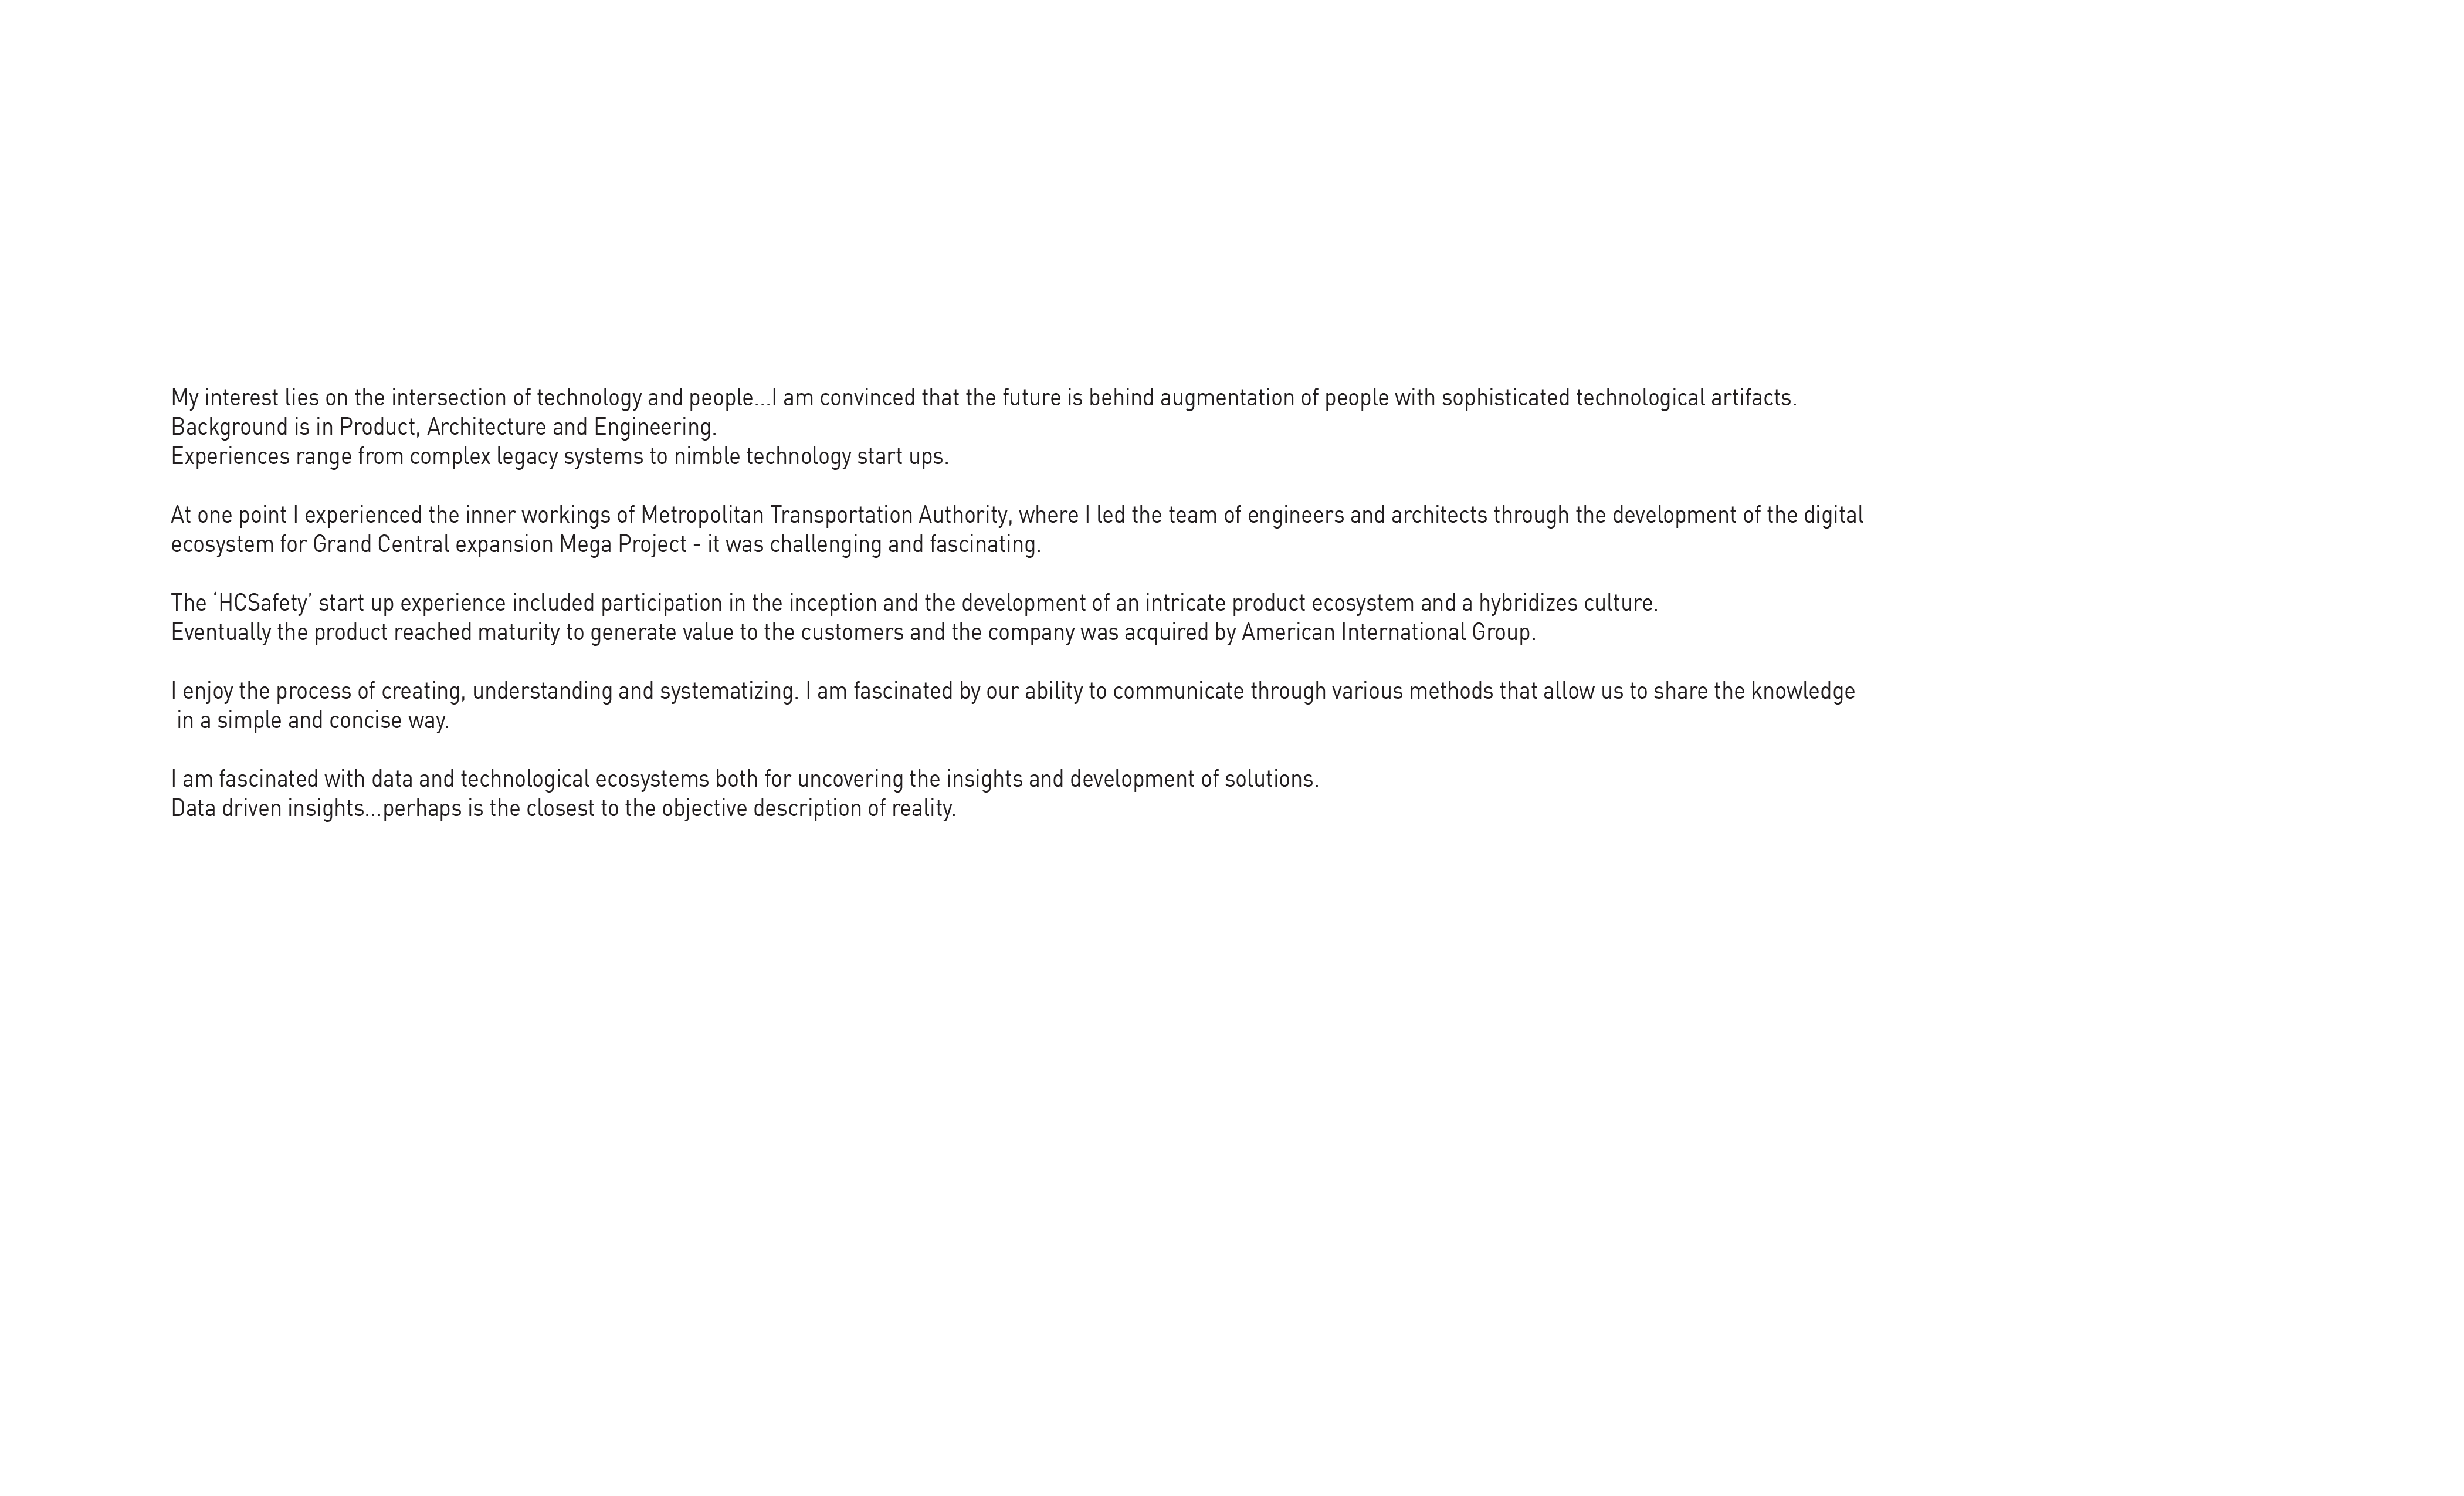 My interest lies on the intersection of technology and people...I am convinced that the future is behind augmentation of people with sophisticated technological artifacts.
Background is in Product, Architecture and Engineering.
Experiences range from complex legacy systems to nimble technology start ups.
At one point I experienced the inner workings of Metropolitan Transportation Authority, where I led the team of engineers and architects through the development of the digital
ecosystem for Grand Central expansion Mega Project - it was challenging and fascinating.
The ‘HCSafety’ start up experience included participation in the inception and the development of an intricate product ecosystem and a hybridizes culture.
Eventually the product reached maturity to generate value to the customers and the company was acquired by American International Group.
I enjoy the process of creating, understanding and systematizing. I am fascinated by our ability to communicate through various methods that allow us to share the knowledge
in a simple and concise way.
I am fascinated with data and technological ecosystems both for uncovering the insights and development of solutions.
Data driven insights...perhaps is the closest to the objective description of reality.